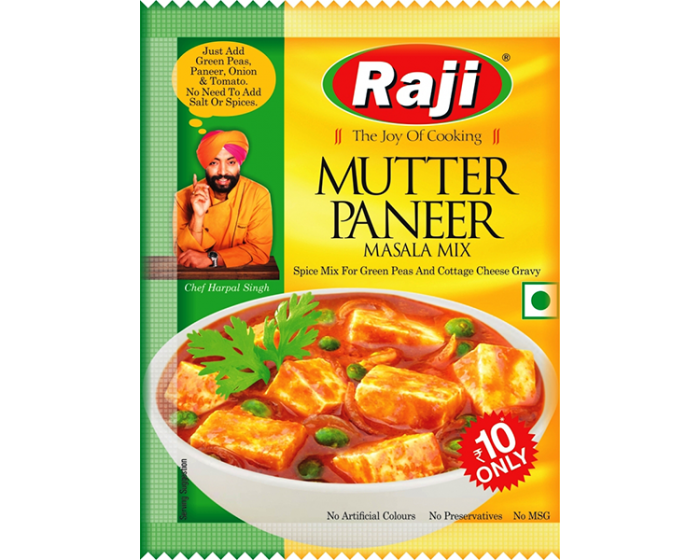 Just Add
Green Peas,
Paneer, Onion
& Tomato.
No Need To Add
Salt Or Spices.
Raji®
The Joy Of Cooking
MUTTER
PANEER
MASALA MIX
Spice Mix For Green Peas And Cottage Cheese Gravy
Chef Harpal Singh
₹10
ONLY
Serving Suggestion
No Artificial Colours No Preservatives No MSG